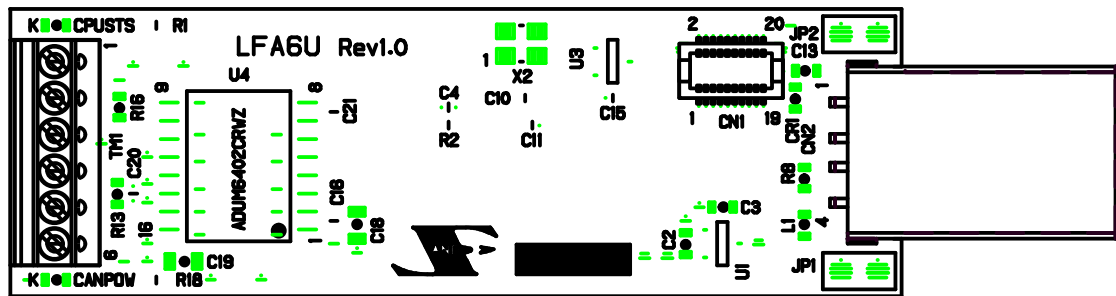 K CPUSTS R1
LFA6U Rev1.0
2 20
JP2
C13
1
U3
X2
1
U4
9 8
R16
C21
C4
C10
C15
R2
C11
1 CN1 19
CR1
CN2
1
TM1
C20
ADUM6402CRWZ
R8
R13
16
C16
C18
1
C3
L1
4
C2
U1
6
C19
R18
K CANPOW
JP1